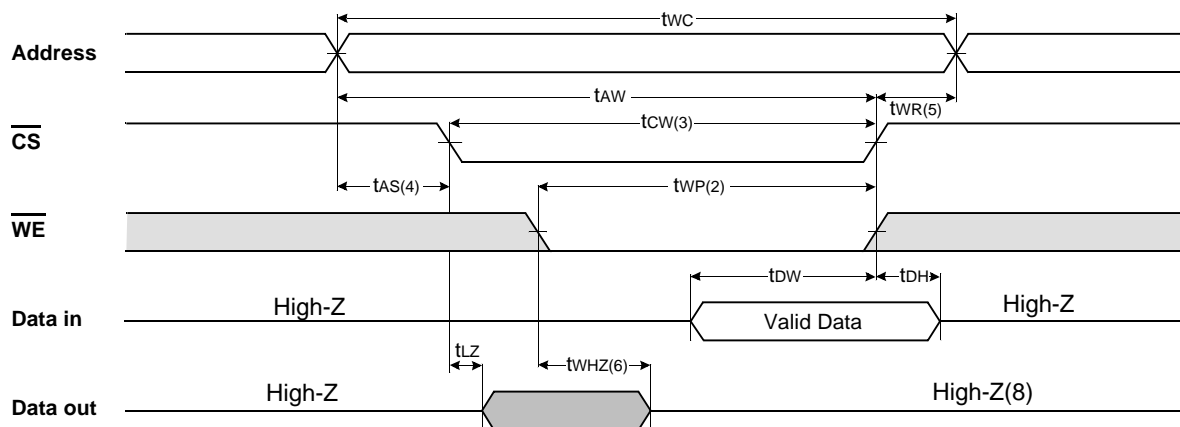 tWC
Address
tAW
tWR(5)
tCW(3)
CS
tAS(4)
tWP(2)
WE
tDW
tDH
High-Z
High-Z
Data in
Valid Data
tLZ
tWHZ(6)
High-Z
High-Z(8)
Data out